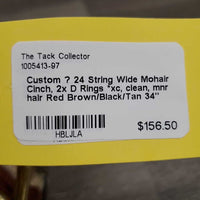 The Tack Collector
1005413-97
Custom ? 24 String Wide Mohair
Cinch, 2x D Rings *xc, clean, mnr
hair Red Brown/Black/Tan 34"
HBLJLA
$156.50